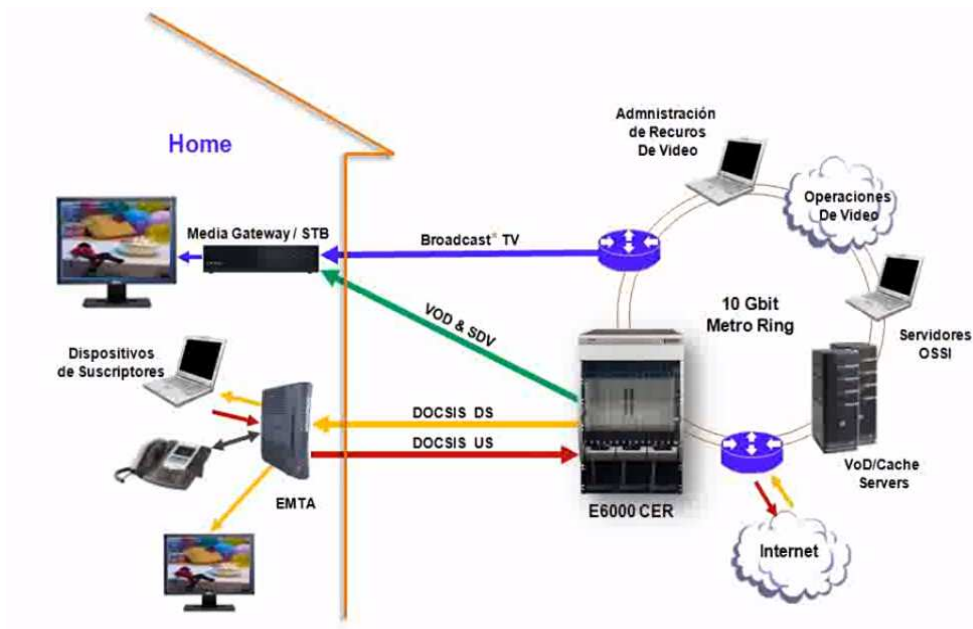 Admnistración
de Recuros
De Video
Home
Operaciones
De Video
Media Gateway / STB
Broadcast* TV
10 Gbit
Metro Ring
VOD & SDV
Servidores
OSSI
Dispositivos
de Suscriptores
DOCSIS DS
DOCSIS US
VoD/Cache
Servers
EMTA
E6000 CER
Internet